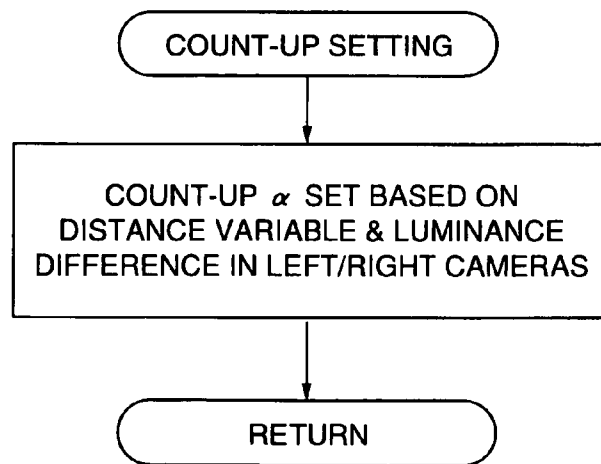 COUNT-UP SETTING
COUNT-UP α SET BASED ON
DISTANCE VARIABLE & LUMINANCE
DIFFERENCE IN LEFT/RIGHT CAMERAS
RETURN